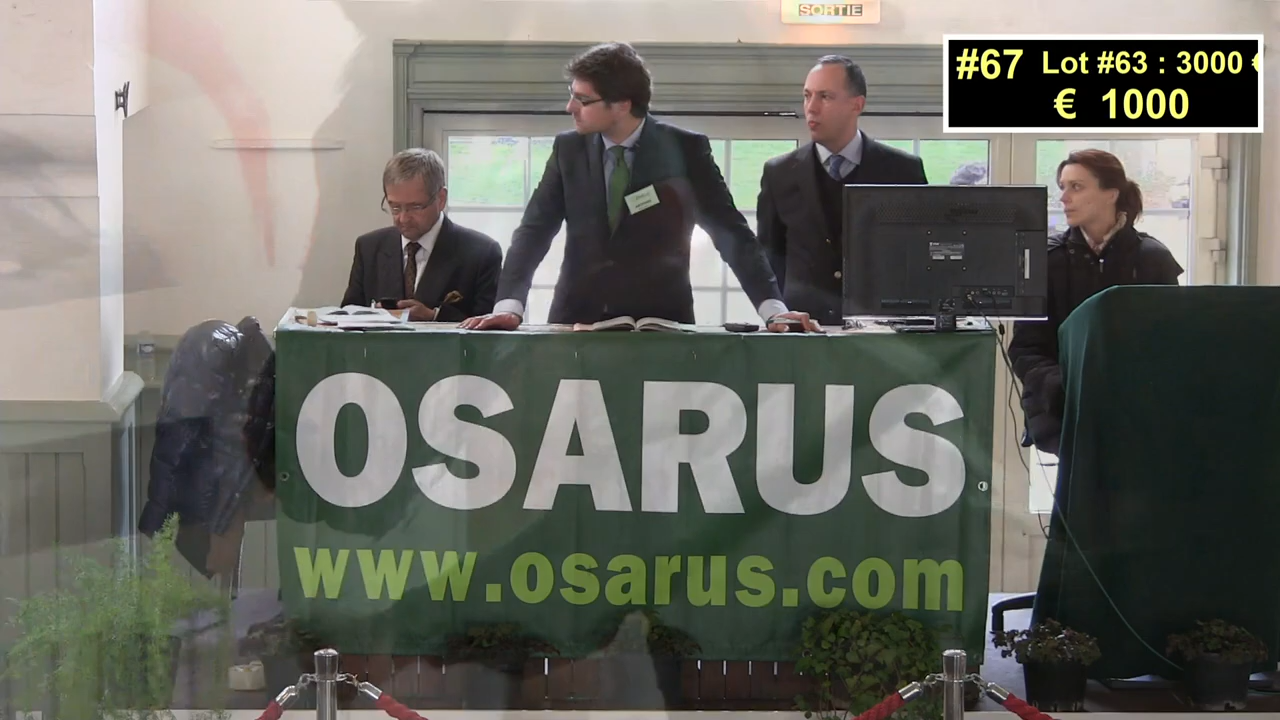 SORTIE
#67 Lot #63 : 3000 €
€ 1000
OSARUS
www.osarus.com